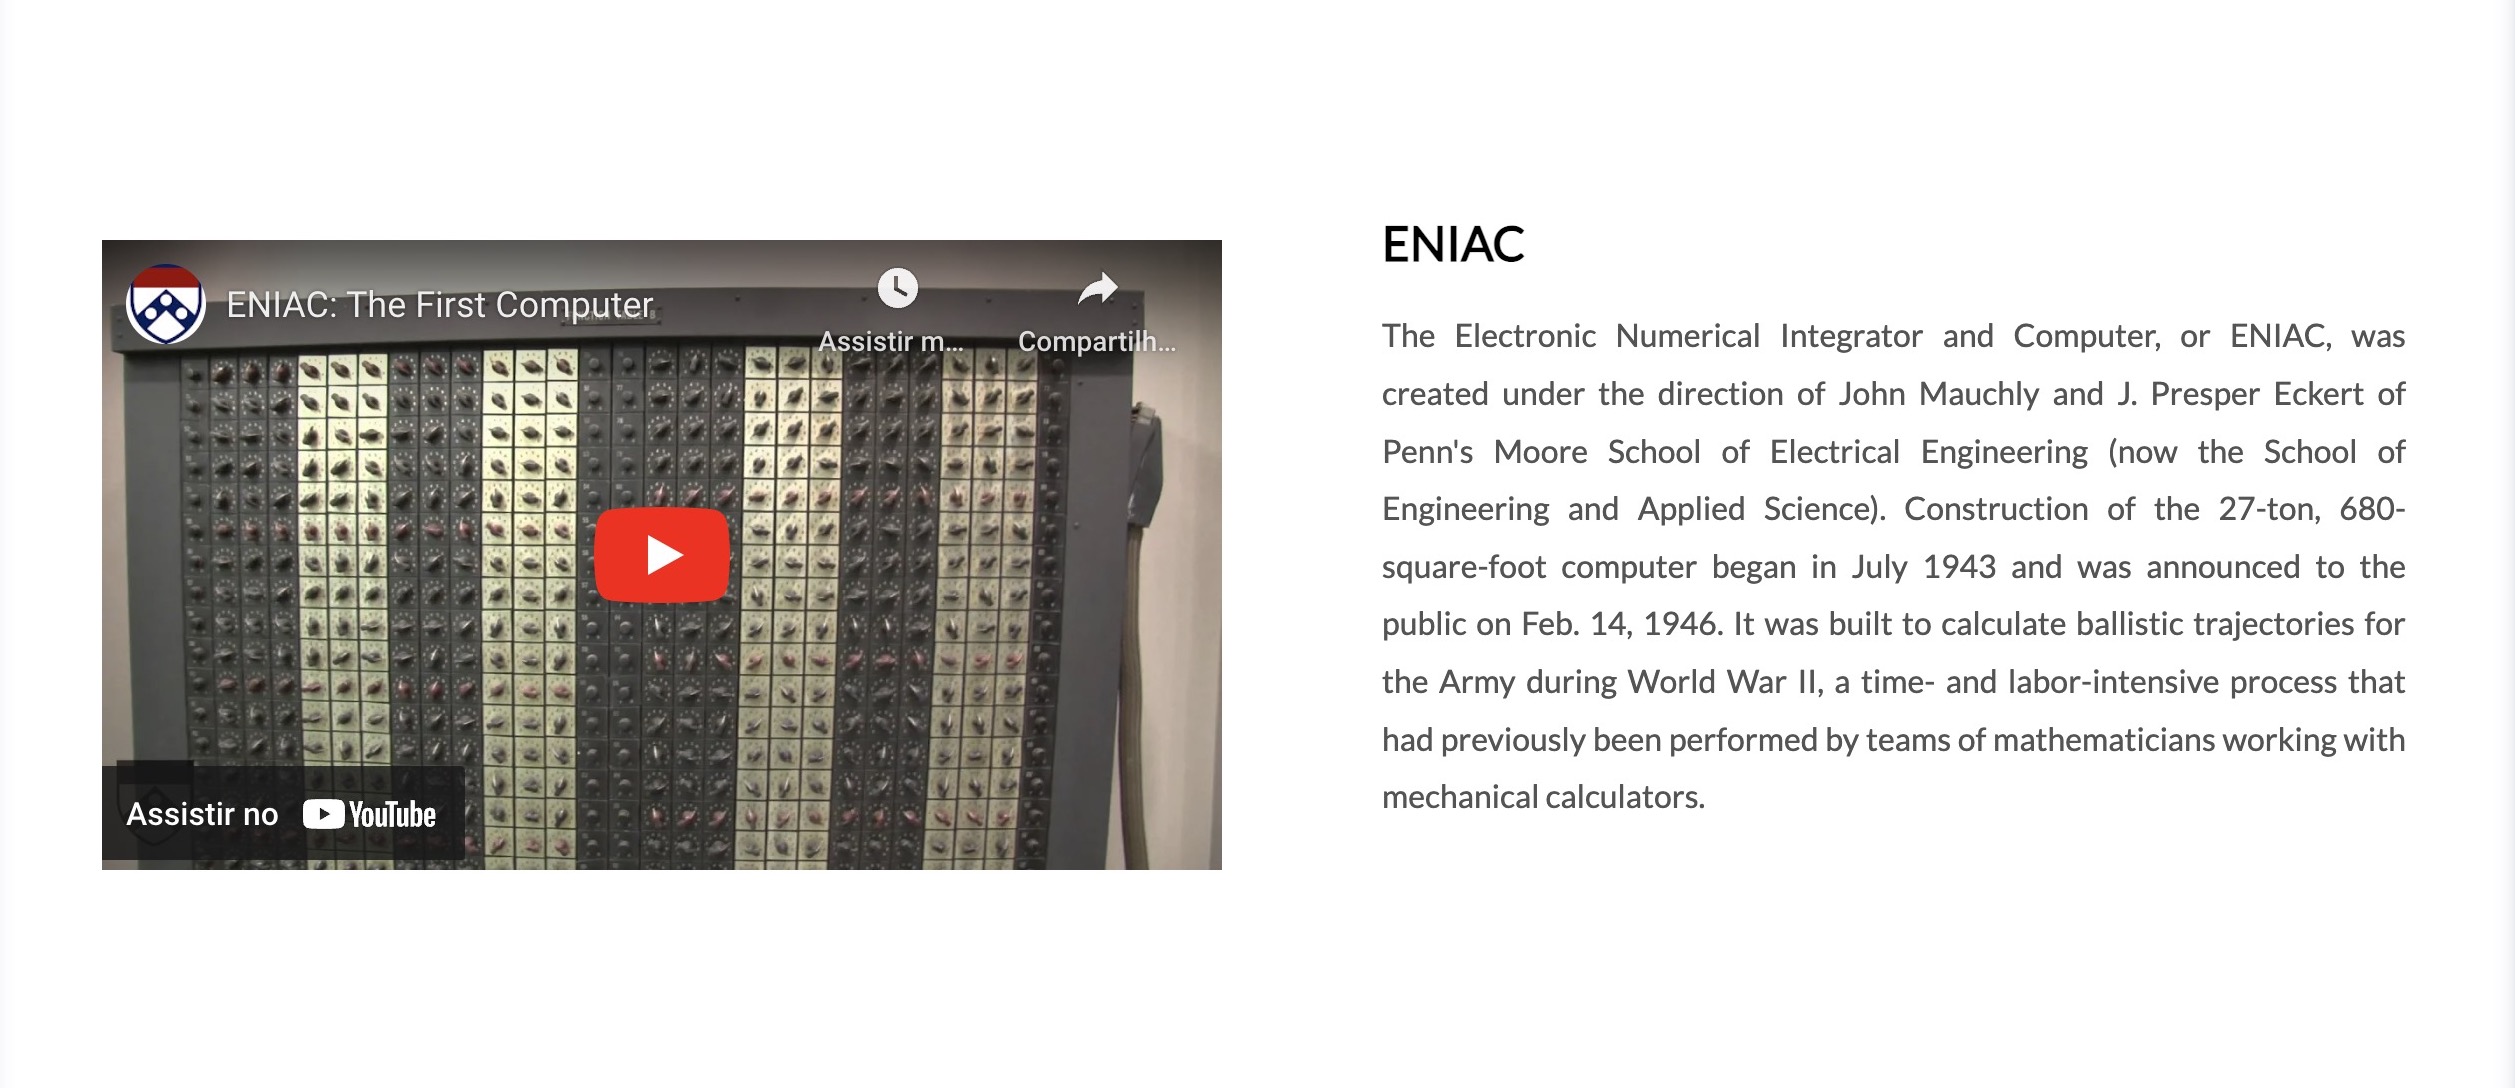 ENIAC: The First Computer
Assistir m...
Compartilh...
Assistir no YouTube
ENIAC
The Electronic Numerical Integrator and Computer, or ENIAC, was
created under the direction of John Mauchly and J. Presper Eckert of
Penn's Moore School of Electrical Engineering (now the School of
Engineering and Applied Science). Construction of the 27-ton, 680-
square-foot computer began in July 1943 and was announced to the
public on Feb. 14, 1946. It was built to calculate ballistic trajectories for
the Army during World War II, a time- and labor-intensive process that
had previously been performed by teams of mathematicians working with
mechanical calculators.